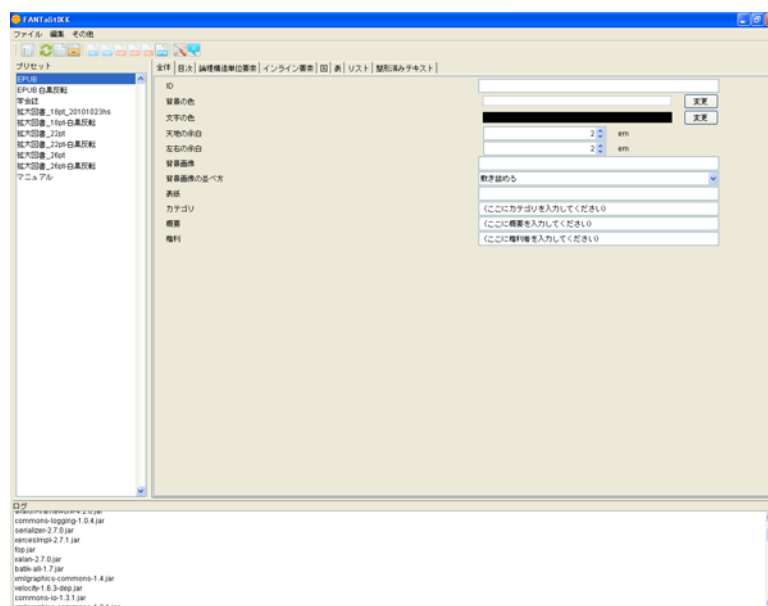 FANTaStIKK
ファイル 編集 その他
プリセット
EPUB
EPUB 白黒反転
学会誌
拡大図書_18pt_20101023hs
拡大図書_18pt-白黒反転
拡大図書_22pt
拡大図書_22pt-白黒反転
拡大図書_26pt
拡大図書_26pt-白黒反転
マニュアル
全体 目次 論理構造単位要素 インライン要素 図 表 リスト 整形済みテキスト
ID
背景の色 変更
文字の色 変更
天地の余白 2 em
左右の余白 2 em
背景画像
背景画像の並べ方 敷き詰める
表紙
カテゴリ (ここにカテゴリを入力してください)
概要 (ここに概要を入力してください)
権利 (ここに権利者を入力してください)
ログ
avalon-framework-4.2.0.jar
commons-logging-1.0.4.jar
serializer-2.7.0.jar
xercesImpl-2.7.1.jar
fop.jar
xalan-2.7.0.jar
batik-all-1.7.jar
xmlgraphics-commons-1.4.jar
velocity-1.6.3-dep.jar
commons-io-1.3.1.jar